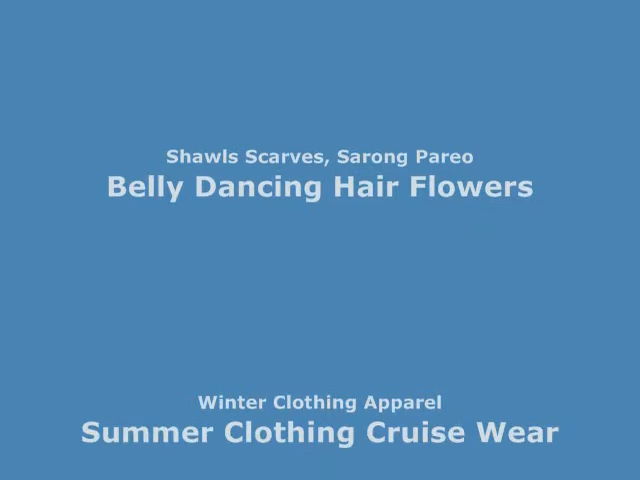 Shawls Scarves, Sarong Pareo
Belly Dancing Hair Flowers
Winter Clothing Apparel
Summer Clothing Cruise Wear